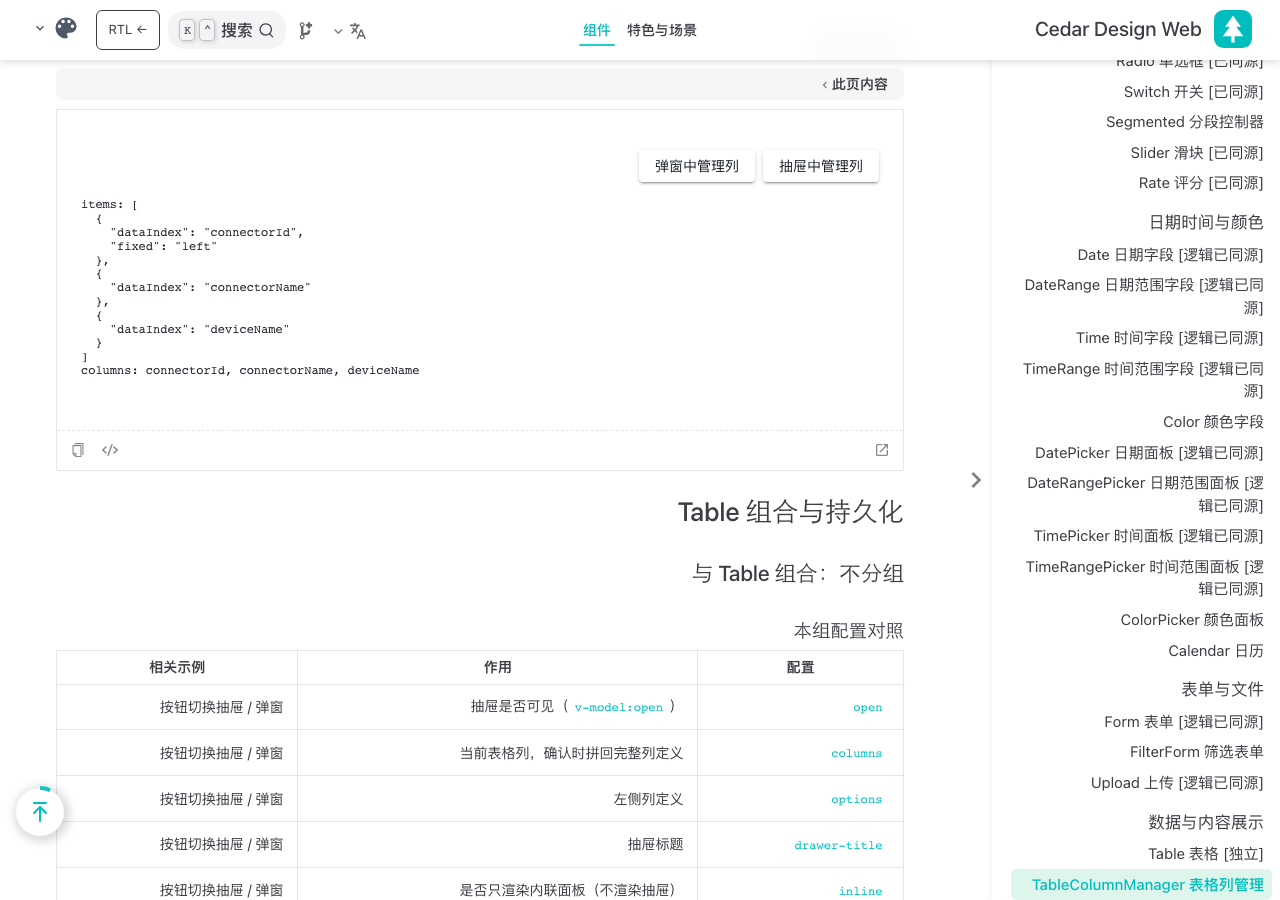 RTL ←
K ^ 搜索
组件 特色与场景
Cedar Design Web
此页内容
弹窗中管理列 抽屉中管理列
items: [
  {
    "dataIndex": "connectorId",
    "fixed": "left"
  },
  {
    "dataIndex": "connectorName"
  },
  {
    "dataIndex": "deviceName"
  }
]
columns: connectorId, connectorName, deviceName
Table 组合与持久化
与 Table 组合：不分组
本组配置对照
配置 作用 相关示例
open 抽屉是否可见（ v-model:open ） 按钮切换抽屉 / 弹窗
columns 当前表格列，确认时拼回完整列定义 按钮切换抽屉 / 弹窗
options 左侧列定义 按钮切换抽屉 / 弹窗
drawer-title 抽屉标题 按钮切换抽屉 / 弹窗
inline 是否只渲染内联面板（不渲染抽屉） 按钮切换抽屉 / 弹窗
Radio 单选框 [已同源]
Switch 开关 [已同源]
Segmented 分段控制器
Slider 滑块 [已同源]
Rate 评分 [已同源]
日期时间与颜色
Date 日期字段 [逻辑已同源]
DateRange 日期范围字段 [逻辑已同
源]
Time 时间字段 [逻辑已同源]
TimeRange 时间范围字段 [逻辑已同
源]
Color 颜色字段
DatePicker 日期面板 [逻辑已同源]
DateRangePicker 日期范围面板 [逻
辑已同源]
TimePicker 时间面板 [逻辑已同源]
TimeRangePicker 时间范围面板 [逻
辑已同源]
ColorPicker 颜色面板
Calendar 日历
表单与文件
Form 表单 [逻辑已同源]
FilterForm 筛选表单
Upload 上传 [逻辑已同源]
数据与内容展示
Table 表格 [独立]
TableColumnManager 表格列管理